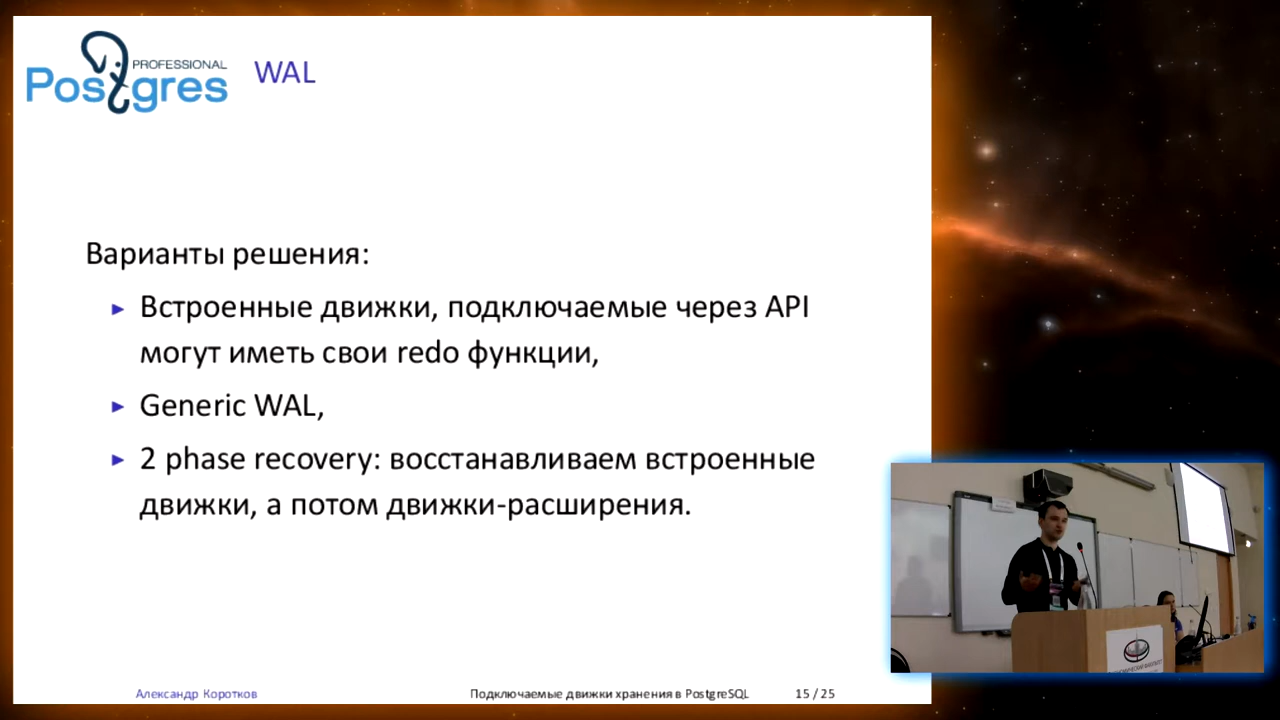 PROFESSIONAL
Postgres
WAL
Варианты решения:
Встроенные движки, подключаемые через API
могут иметь свои redo функции,
Generic WAL,
2 phase recovery: восстанавливаем встроенные
движки, а потом движки-расширения.
Александр Коротков
Подключаемые движки хранения в PostgreSQL
15 / 25